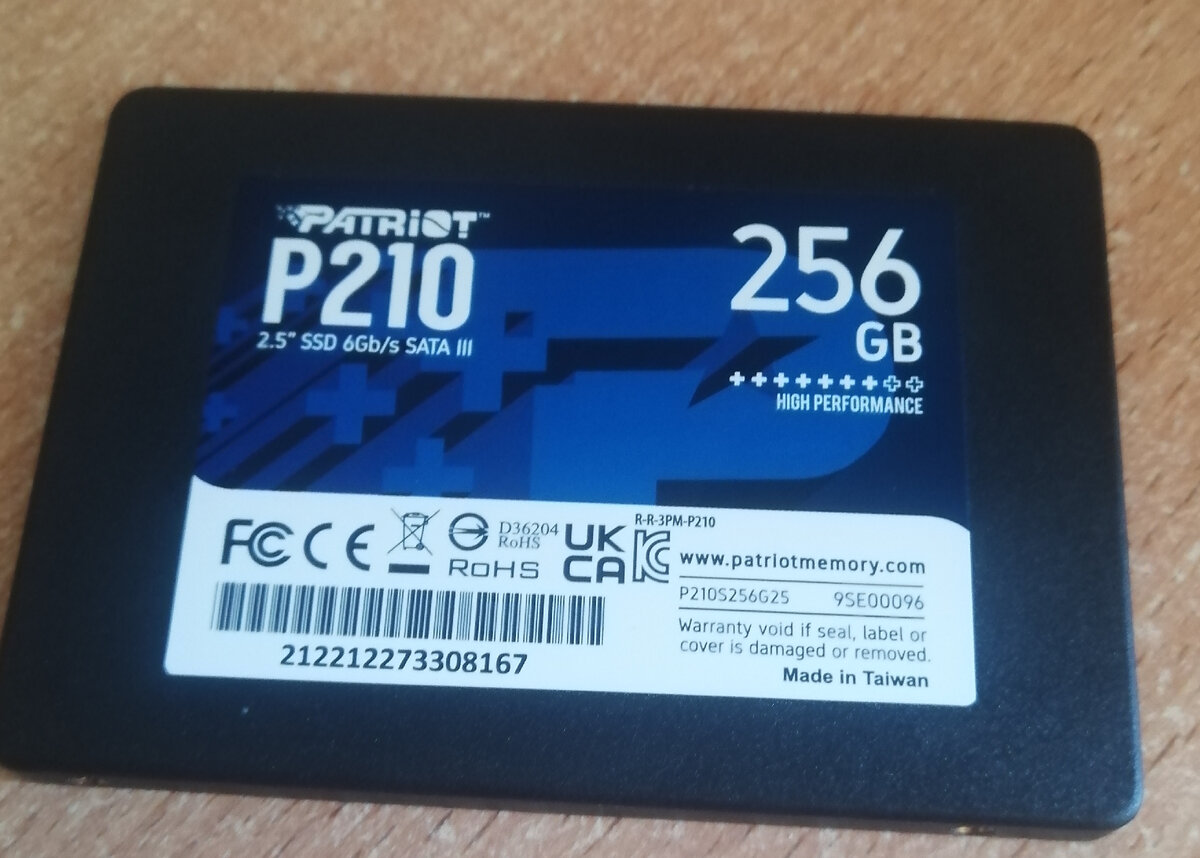 PATRIOT™
P210
2.5" SSD 6Gb/s SATA III
256
GB
HIGH PERFORMANCE
FC CE
D36204
RoHS
RoHS
UK
CA
R-R-3PM-P210
www.patriotmemory.com
P210S256G25 9SE00096
Warranty void if seal, label or
cover is damaged or removed.
Made in Taiwan
212212273308167